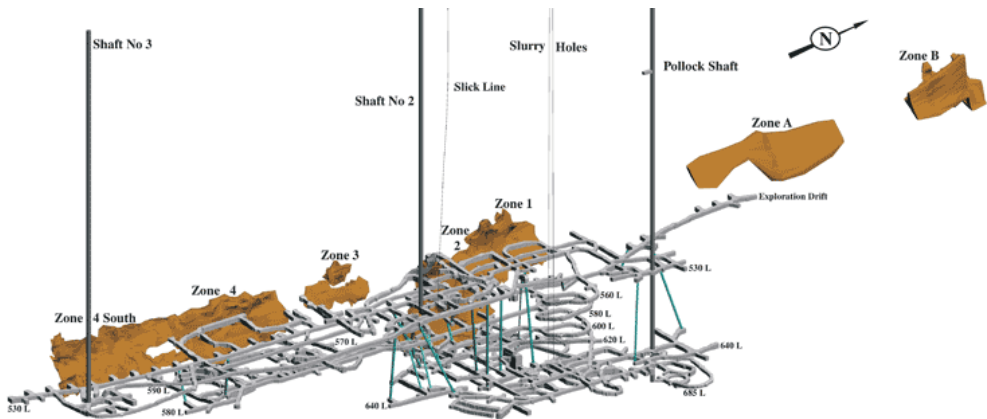 Shaft No 3
Shaft No 2
Slick Line
Slurry Holes
Pollock Shaft
N
Zone B
Zone A
Exploration Drift
Zone 1
Zone 2
Zone 3
Zone 4
Zone 4 South
530 L
560 L
580 L
600 L
620 L
570 L
640 L
590 L
530 L
580 L
640 L
685 L